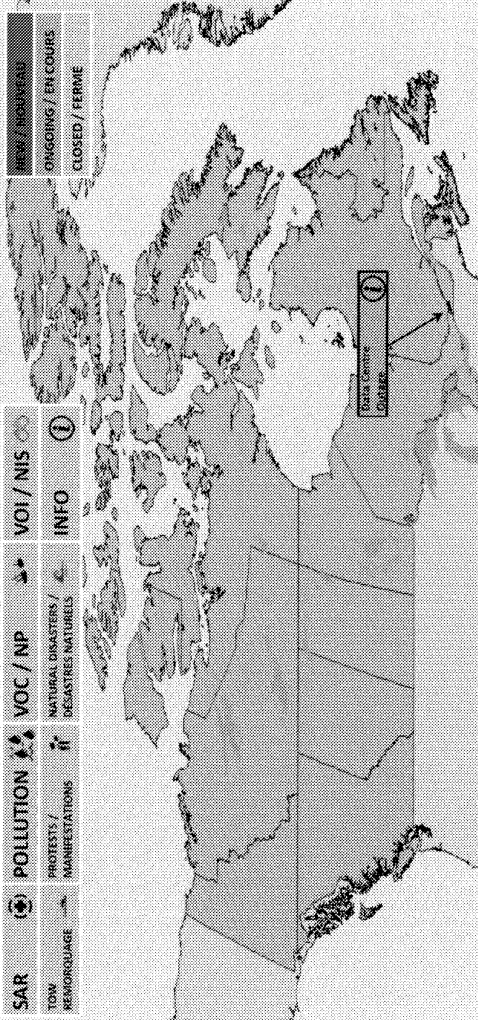 SAR
POLLUTION
VOC / NP
VOI / NIS
TOW
REMORQUAGE
PROTESTS /
MANIFESTATIONS
NATURAL DISASTERS /
DÉSASTRES NATURELS
INFO
NEW / NOUVEAU
ONGOING / EN COURS
CLOSED / FERMÉ
Data Centre
Outage